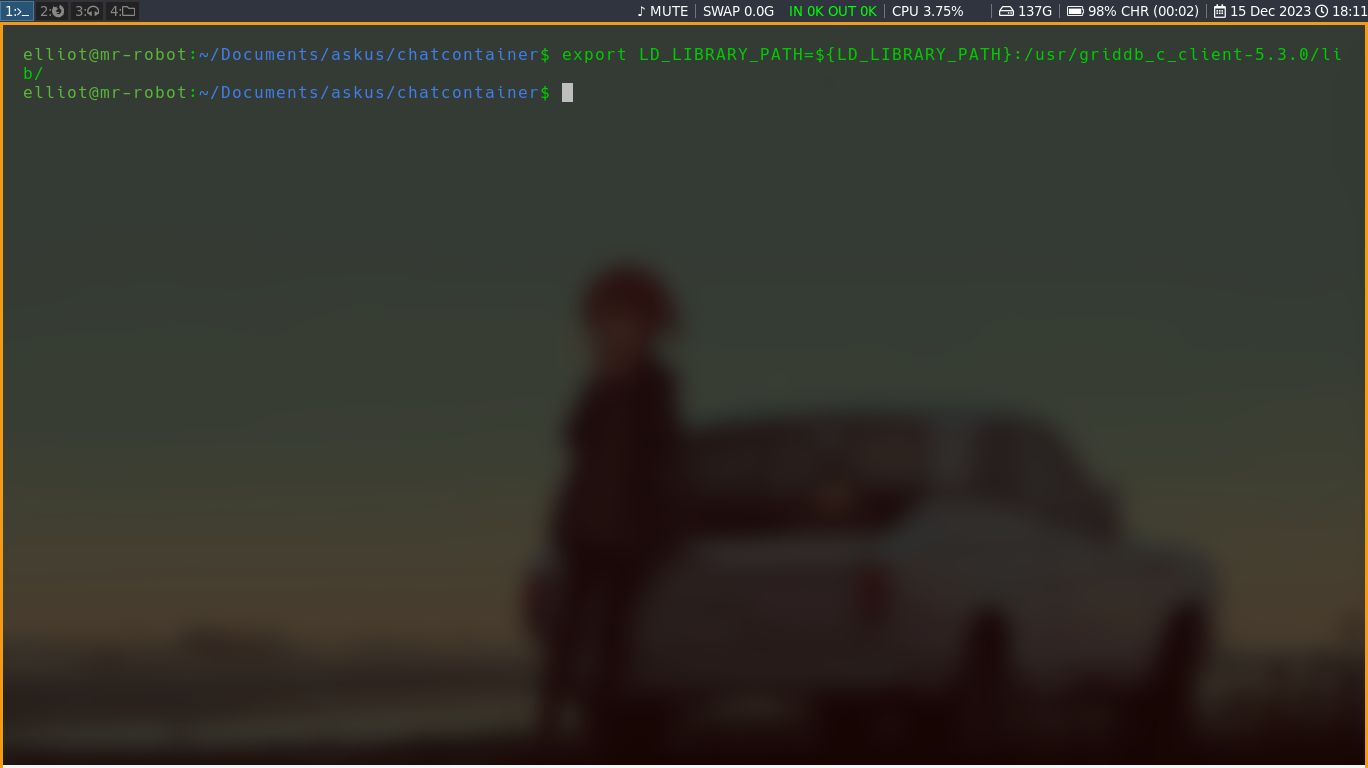 1:>_ 2: 3: 4: ♪ MUTE SWAP 0.0G IN 0K OUT 0K CPU 3.75% 137G 98% CHR (00:02) 15 Dec 2023 18:11
elliot@mr-robot:~/Documents/askus/chatcontainer$ export LD_LIBRARY_PATH=${LD_LIBRARY_PATH}:/usr/griddb_c_client-5.3.0/li
b/
elliot@mr-robot:~/Documents/askus/chatcontainer$